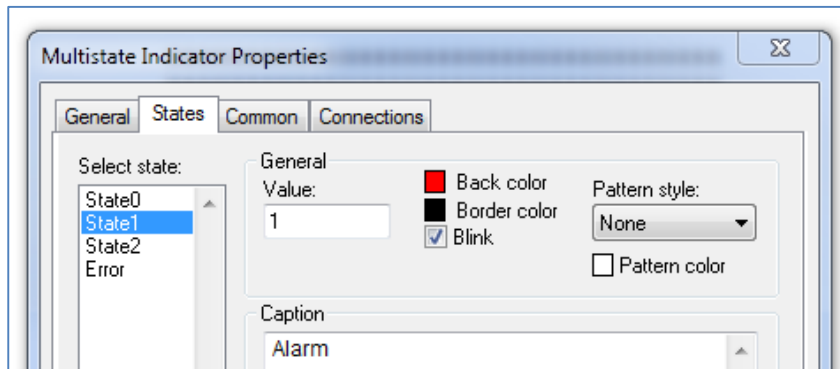 Multistate Indicator Properties
General States Common Connections
Select state:
State0
State1
State2
Error
General
Value:
1
Back color
Border color
Blink
Pattern style:
None
Pattern color
Caption
Alarm